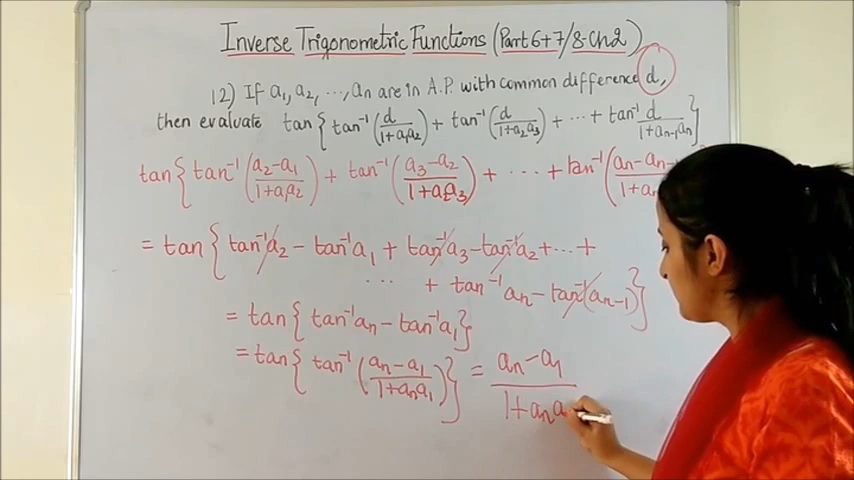 Inverse Trigonometric Functions (Part 6+7/8-Ch2)
12) If a₁, a₂, ..., aₙ are in A.P. with common difference d,
then evaluate tan{tan⁻¹(d/(1+a₁a₂)) + tan⁻¹(d/(1+a₂a₃)) + ... + tan⁻¹ d/(1+aₙ₋₁aₙ)}
tan{tan⁻¹((a₂-a₁)/(1+a₁a₂)) + tan⁻¹((a₃-a₂)/(1+a₂a₃)) + ... + tan⁻¹((aₙ-aₙ₋
= tan{tan⁻¹a₂ - tan⁻¹a₁ + tan⁻¹a₃ - tan⁻¹a₂ + ... +
... + tan⁻¹aₙ - tan⁻¹(aₙ₋₁)}
= tan{tan⁻¹aₙ - tan⁻¹a₁}
= tan{tan⁻¹((aₙ-a₁)/(1+aₙa₁))} = (aₙ-a₁)/(1+aₙa